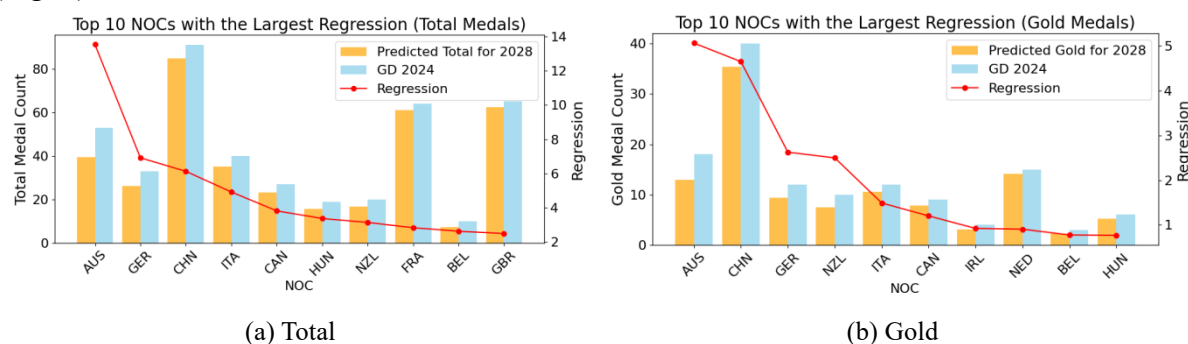 Top 10 NOCs with the Largest Regression (Total Medals)
Predicted Total for 2028
GD 2024
Regression
Total Medal Count
0
20
40
60
80
2
4
6
8
10
12
14
Regression
AUS
GER
CHN
ITA
CAN
HUN
NZL
FRA
BEL
GBR
NOC
(a) Total
Top 10 NOCs with the Largest Regression (Gold Medals)
Predicted Gold for 2028
GD 2024
Regression
Gold Medal Count
0
10
20
30
40
1
2
3
4
5
Regression
AUS
CHN
GER
NZL
ITA
CAN
IRL
NED
BEL
HUN
NOC
(b) Gold